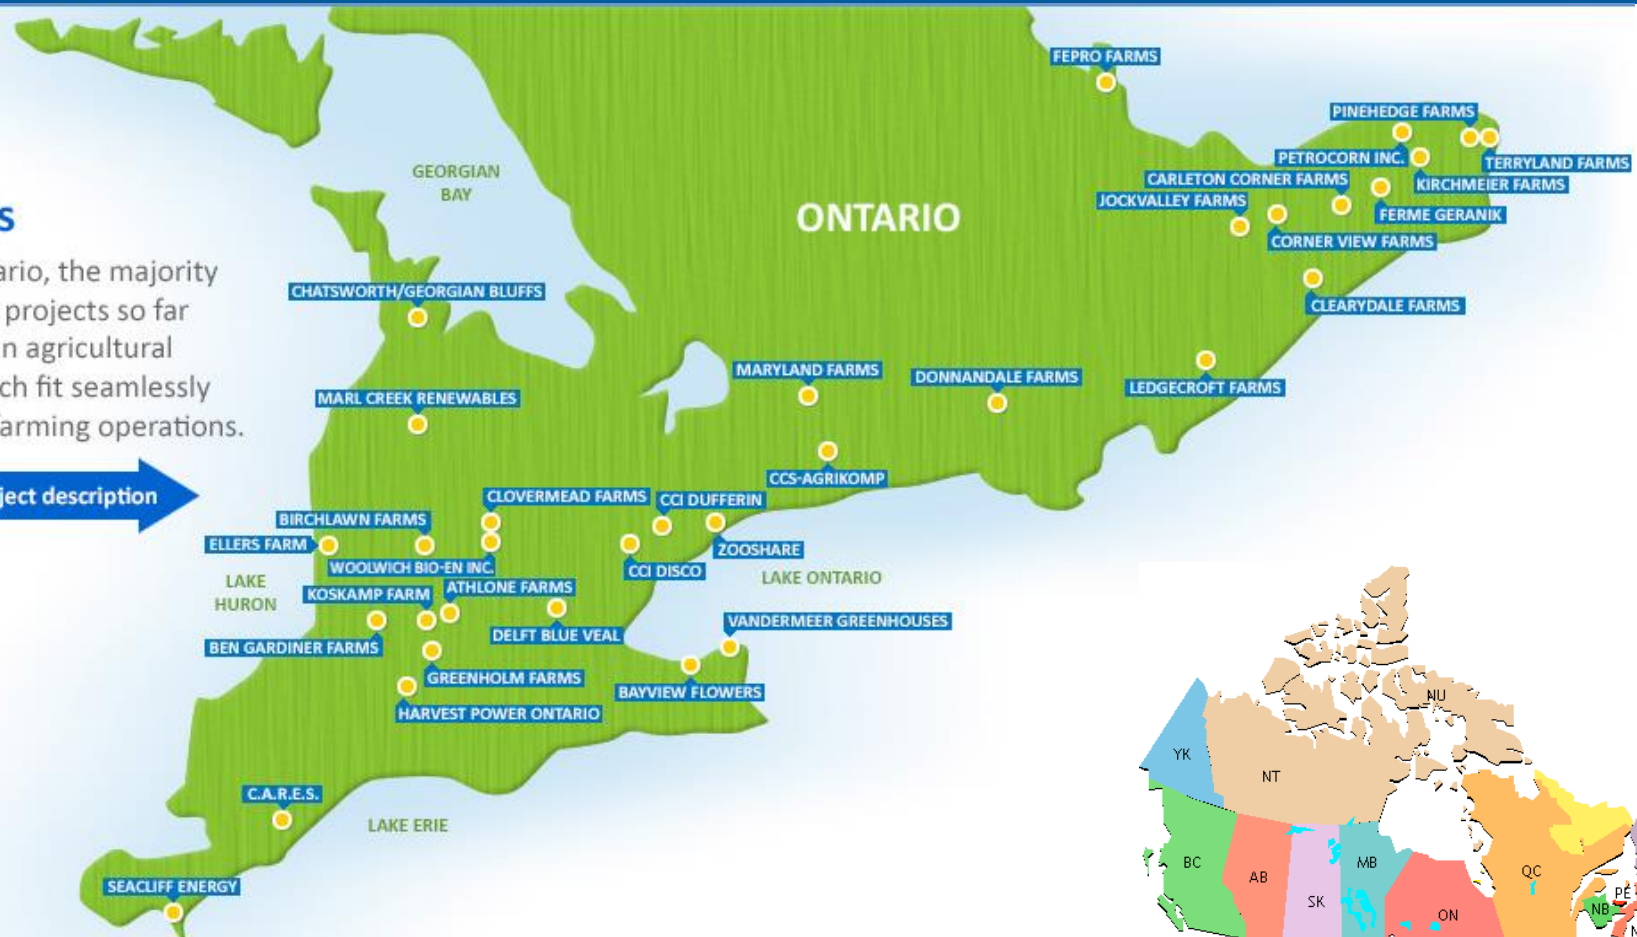 FEPRO FARMS
PINEHEDGE FARMS
PETROCORN INC.
TERRYLAND FARMS
CARLETON CORNER FARMS
KIRCHMEIER FARMS
JOCKVALLEY FARMS
FERME GERANIK
CORNER VIEW FARMS
GEORGIAN
BAY
ONTARIO
s
ario, the majority
projects so far
n agricultural
ch fit seamlessly
arming operations.
CHATSWORTH/GEORGIAN BLUFFS
CLEARYDALE FARMS
MARYLAND FARMS
DONNANDALE FARMS
LEDGECROFT FARMS
MARL CREEK RENEWABLES
CCS-AGRIKOMP
ject description
CLOVERMEAD FARMS
CCI DUFFERIN
BIRCHLAWN FARMS
ELLERS FARM
ZOOSHARE
WOOLWICH BIO-EN INC.
CCI DISCO
LAKE
HURON
LAKE ONTARIO
KOSKAMP FARM
ATHLONE FARMS
VANDERMEER GREENHOUSES
BEN GARDINER FARMS
DELFT BLUE VEAL
GREENHOLM FARMS
BAYVIEW FLOWERS
HARVEST POWER ONTARIO
C.A.R.E.S.
LAKE ERIE
SEACLIFF ENERGY
NU
YK
NT
BC
AB
SK
MB
ON
QC
PE
NB